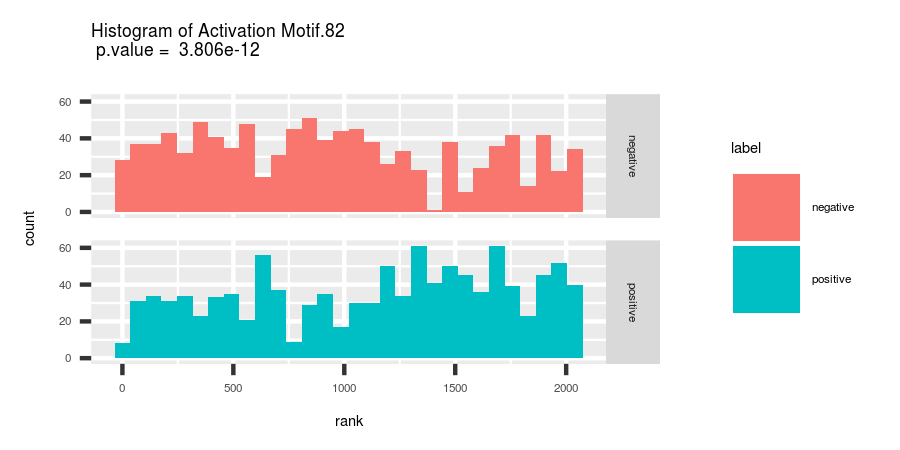 Histogram of Activation Motif.82
p.value = 3.806e-12
count
60
40
20
0
negative
60
40
20
0
positive
0
500
1000
1500
2000
rank
label
negative
positive